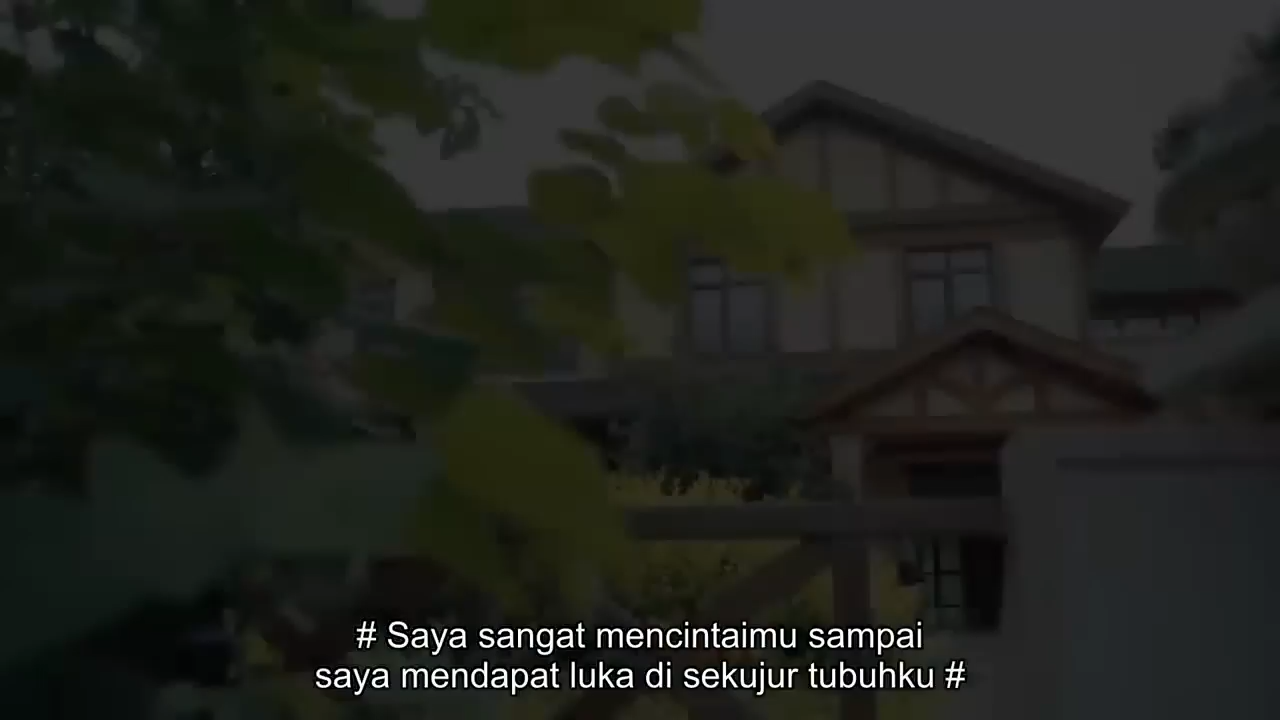 # Saya sangat mencintaimu sampai
saya mendapat luka di sekujur tubuhku #